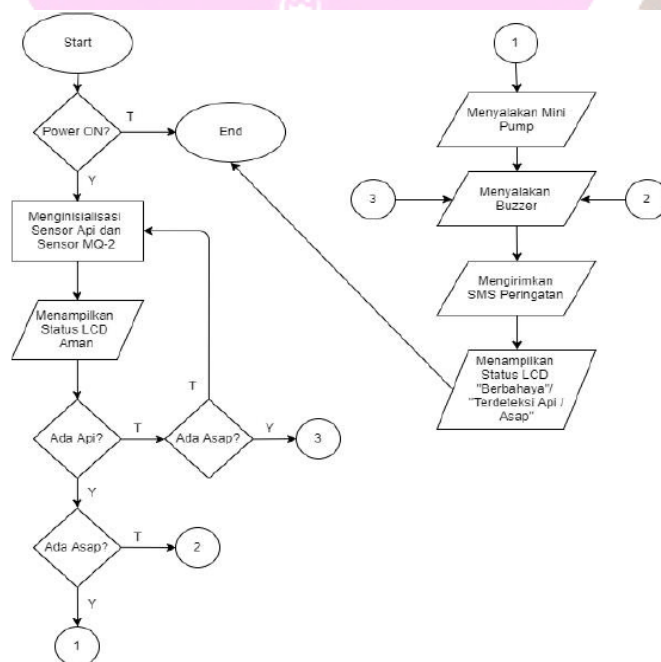 Start
Power ON?
T
End
Y
Menginisialisasi
Sensor Api dan
Sensor MQ-2
Menampilkan
Status LCD
Aman
T
Ada Api?
T
Ada Asap?
Y
3
Y
Ada Asap?
T
2
Y
1
1
Menyalakan Mini
Pump
3
Menyalakan
Buzzer
2
Mengirimkan
SMS Peringatan
Menampilkan
Status LCD
"Berbahaya"/
"Terdeteksi Api /
Asap"